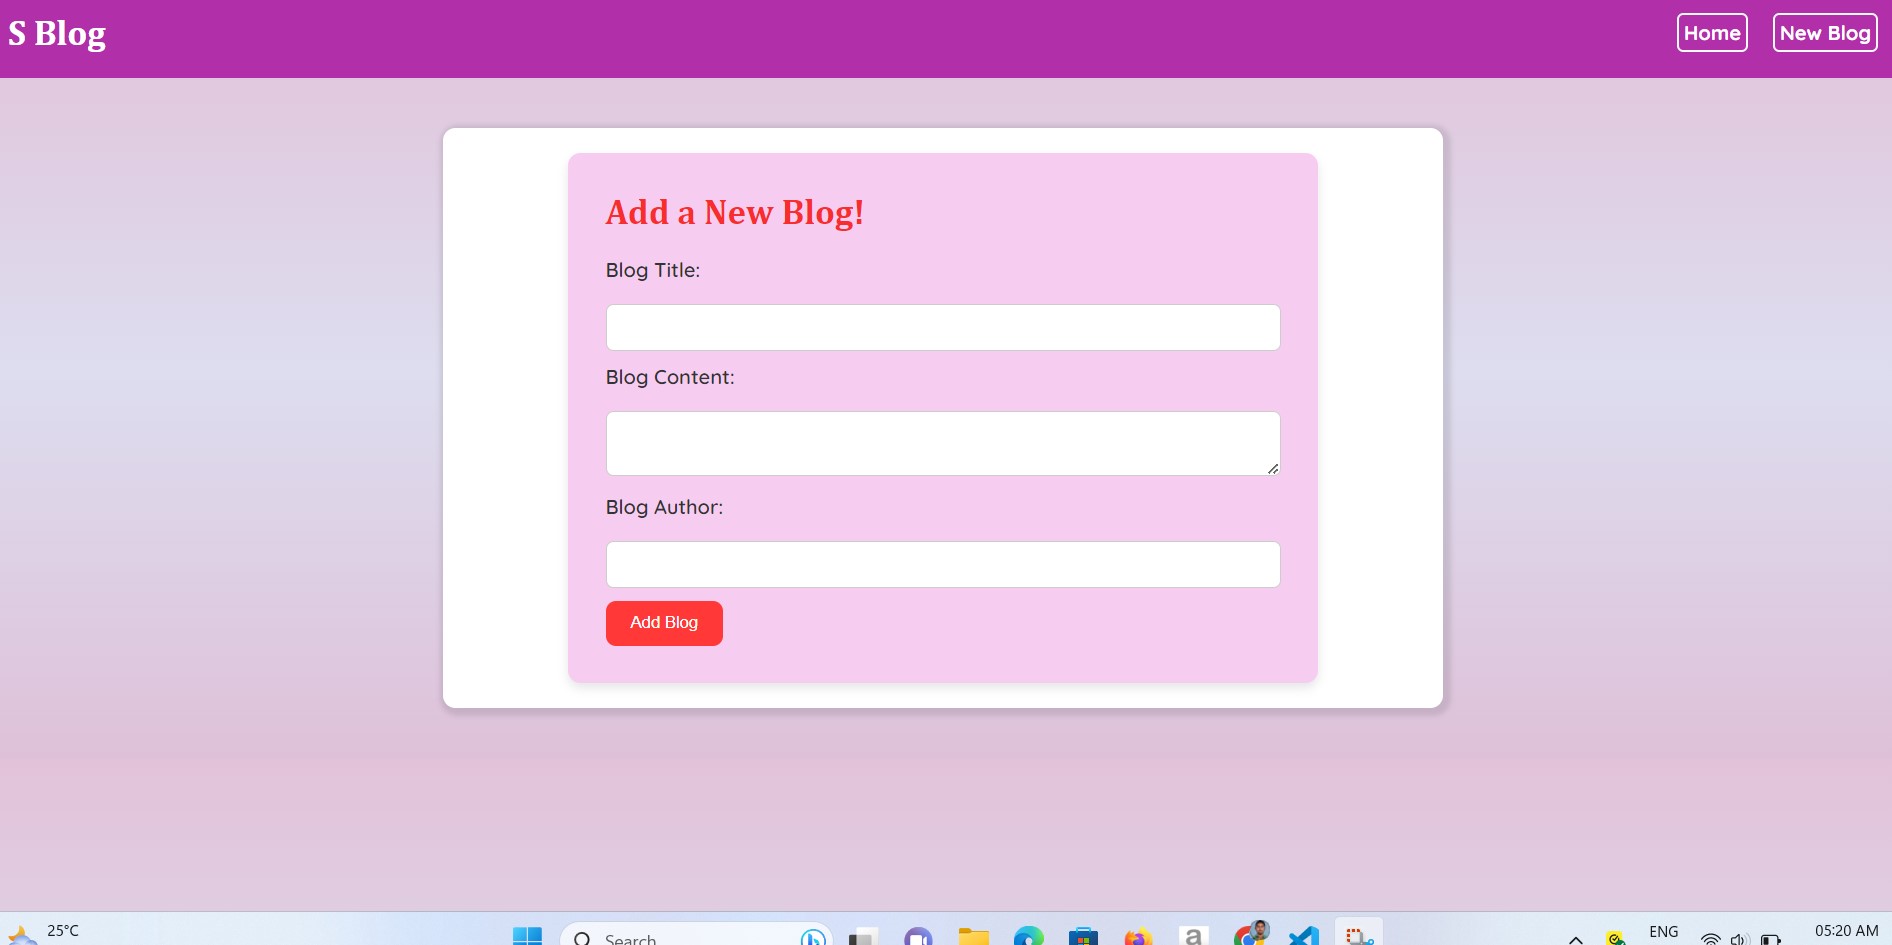 S Blog
Home
New Blog
Add a New Blog!
Blog Title:
Blog Content:
Blog Author:
Add Blog
25°C
Search
a
ENG
05:20 AM